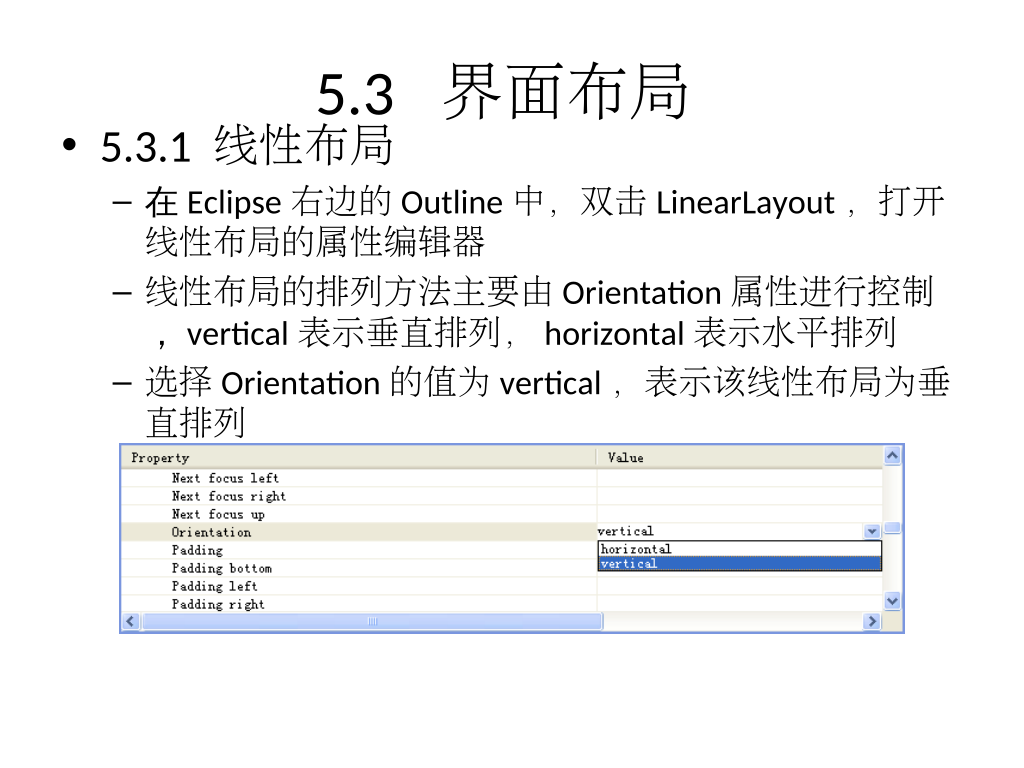 5.3 界面布局
• 5.3.1 线性布局
– 在 Eclipse 右边的 Outline 中，双击 LinearLayout ，打开
线性布局的属性编辑器
– 线性布局的排列方法主要由 Orientation 属性进行控制
，vertical 表示垂直排列， horizontal 表示水平排列
– 选择 Orientation 的值为 vertical ，表示该线性布局为垂
直排列
Property Value
Next focus left
Next focus right
Next focus up
Orientation vertical
Padding horizontal
Padding bottom vertical
Padding left
Padding right